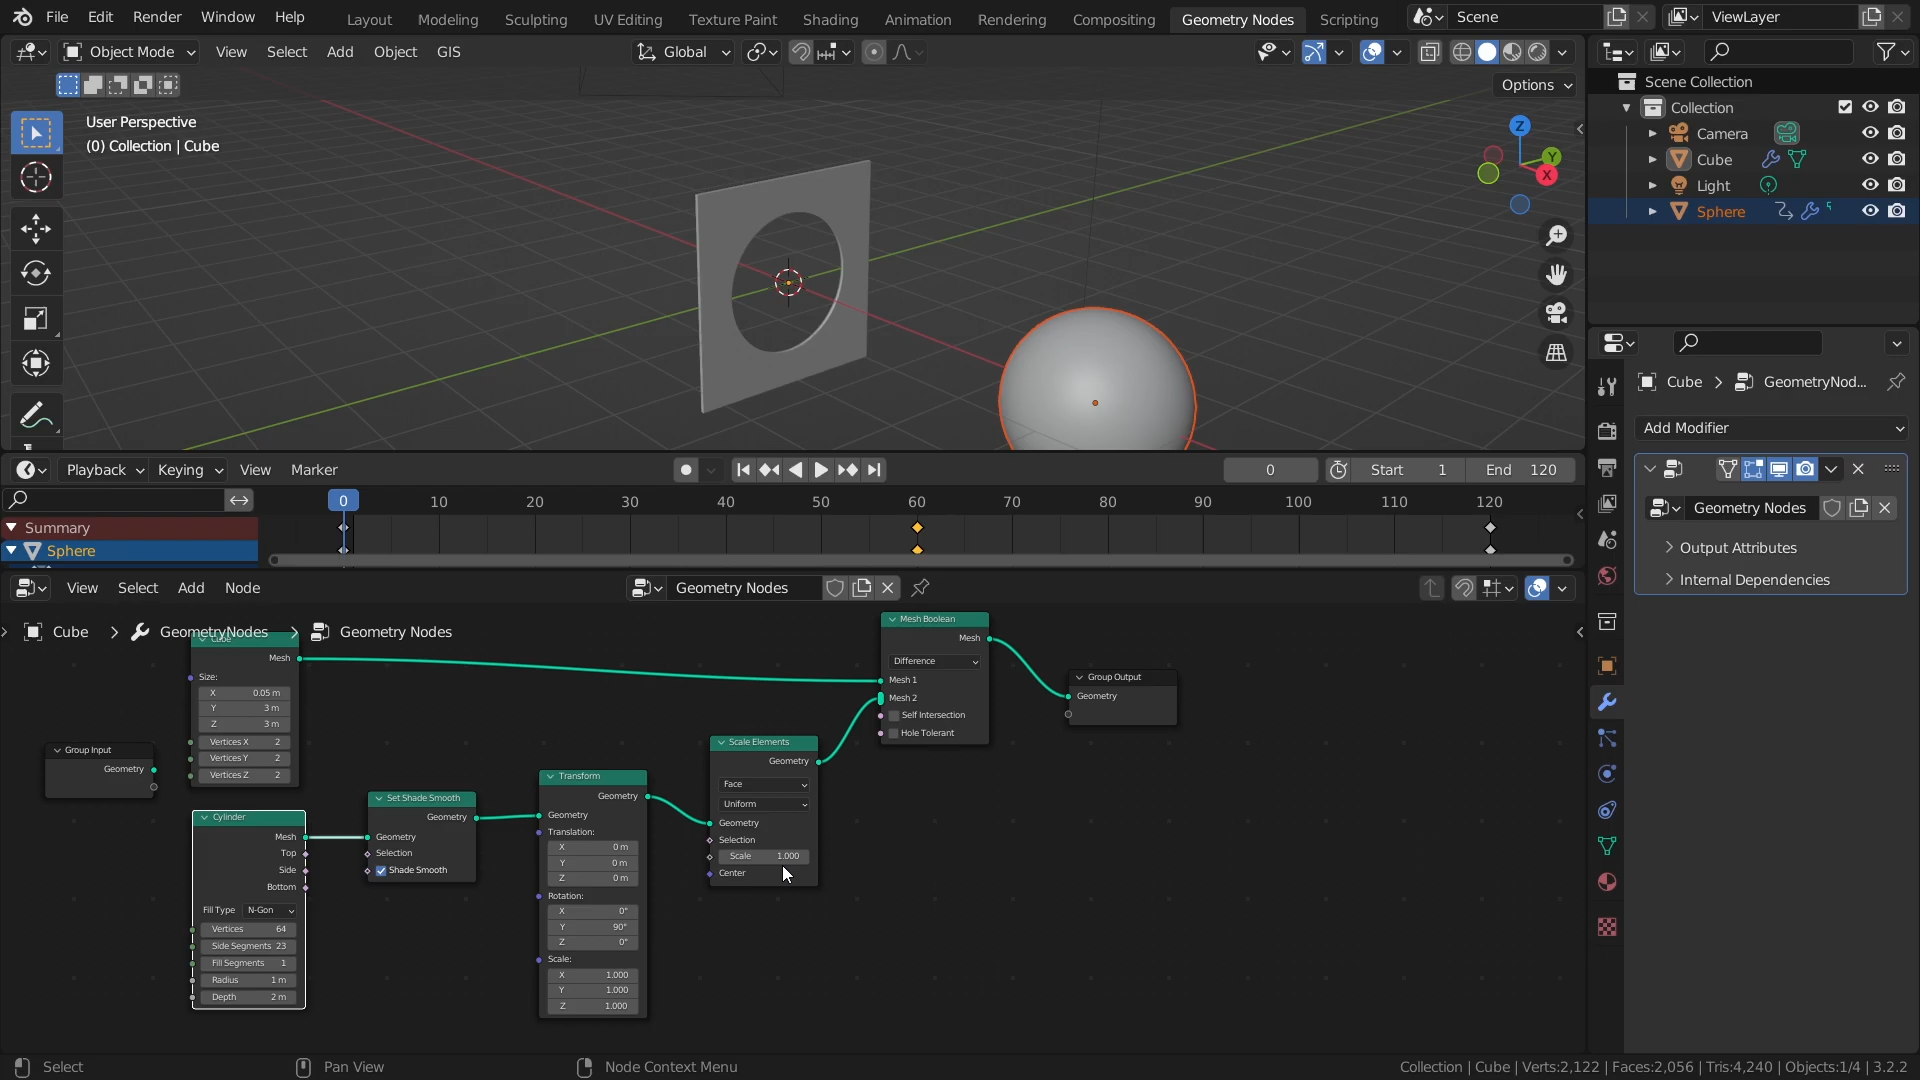 File Edit Render Window Help Layout Modeling Sculpting UV Editing Texture Paint Shading Animation Rendering Compositing Geometry Nodes Scripting Scene ViewLayer
Object Mode View Select Add Object GIS Global
Options
User Perspective
(0) Collection | Cube
Z
Y
X
Scene Collection
Collection
Camera
Cube
Light
Sphere
Cube > GeometryNod...
Add Modifier
Geometry Nodes
Output Attributes
Internal Dependencies
Playback Keying View Marker 0 Start 1 End 120
0 10 20 30 40 50 60 70 80 90 100 110 120
Summary
Sphere
View Select Add Node Geometry Nodes
Cube > GeometryNodes > Geometry Nodes
Cube
Mesh
Size:
X 0.05 m
Y 3 m
Z 3 m
Vertices X 2
Vertices Y 2
Vertices Z 2
Group Input
Geometry
Cylinder
Mesh
Top
Side
Bottom
Fill Type N-Gon
Vertices 64
Side Segments 23
Fill Segments 1
Radius 1 m
Depth 2 m
Set Shade Smooth
Geometry
Geometry
Selection
Shade Smooth
Transform
Geometry
Geometry
Translation:
X 0 m
Y 0 m
Z 0 m
Rotation:
X 0°
Y 90°
Z 0°
Scale:
X 1.000
Y 1.000
Z 1.000
Scale Elements
Geometry
Face
Uniform
Geometry
Selection
Scale 1.000
Center
Mesh Boolean
Mesh
Difference
Mesh 1
Mesh 2
Self Intersection
Hole Tolerant
Group Output
Geometry
Select Pan View Node Context Menu Collection | Cube | Verts:2,122 | Faces:2,056 | Tris:4,240 | Objects:1/4 | 3.2.2